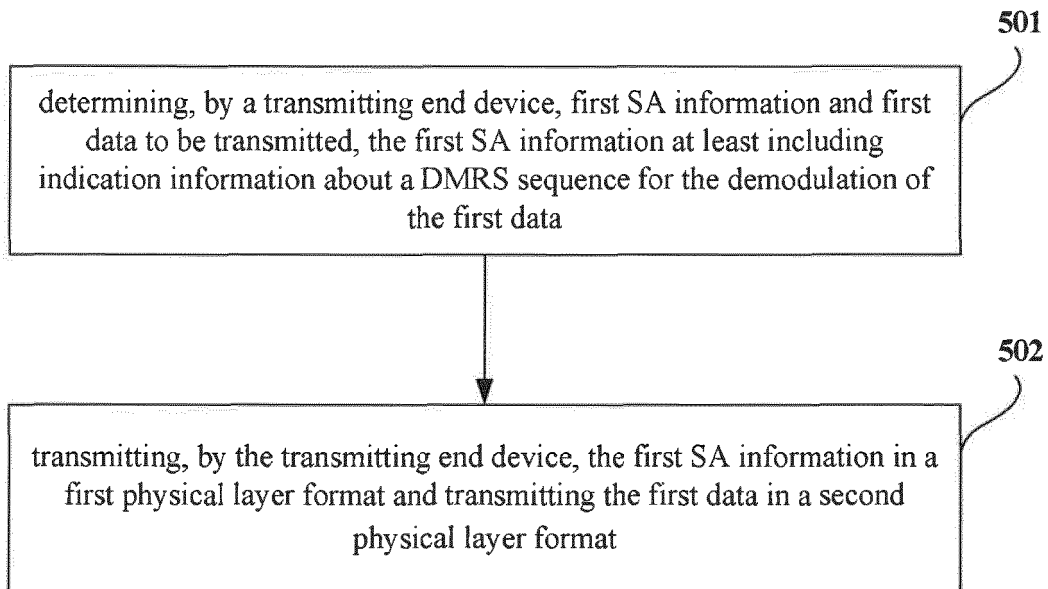 501
determining, by a transmitting end device, first SA information and first
data to be transmitted, the first SA information at least including
indication information about a DMRS sequence for the demodulation of
the first data
502
transmitting, by the transmitting end device, the first SA information in a
first physical layer format and transmitting the first data in a second
physical layer format